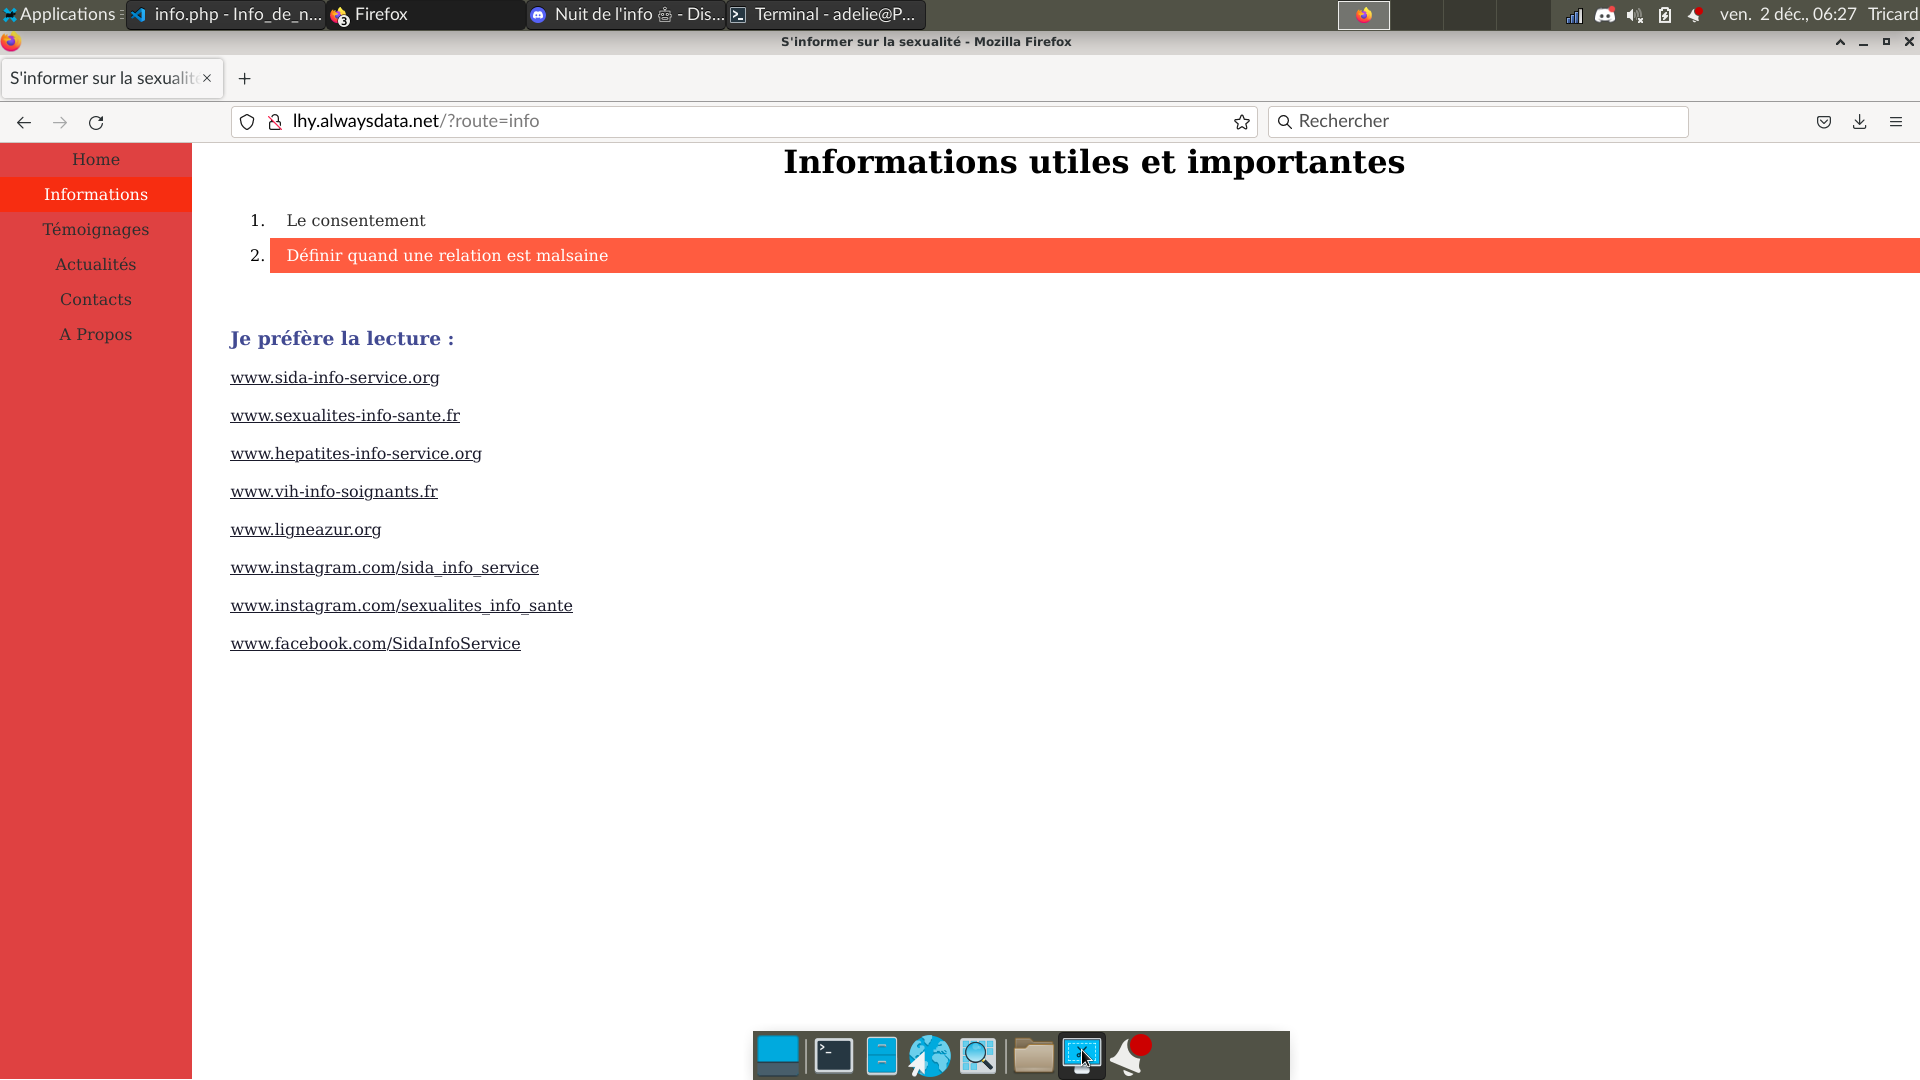 Applications
info.php - Info_de_n...
Firefox
Nuit de l'info 🤖 - Dis...
Terminal - adelie@P...
ven. 2 déc., 06:27
Tricard
S'informer sur la sexualité - Mozilla Firefox
S'informer sur la sexualité
lhy.alwaysdata.net/?route=info
Rechercher
Home
Informations
Témoignages
Actualités
Contacts
A Propos
Informations utiles et importantes
1. Le consentement
2. Définir quand une relation est malsaine
Je préfère la lecture :
www.sida-info-service.org
www.sexualites-info-sante.fr
www.hepatites-info-service.org
www.vih-info-soignants.fr
www.ligneazur.org
www.instagram.com/sida_info_service
www.instagram.com/sexualites_info_sante
www.facebook.com/SidaInfoService